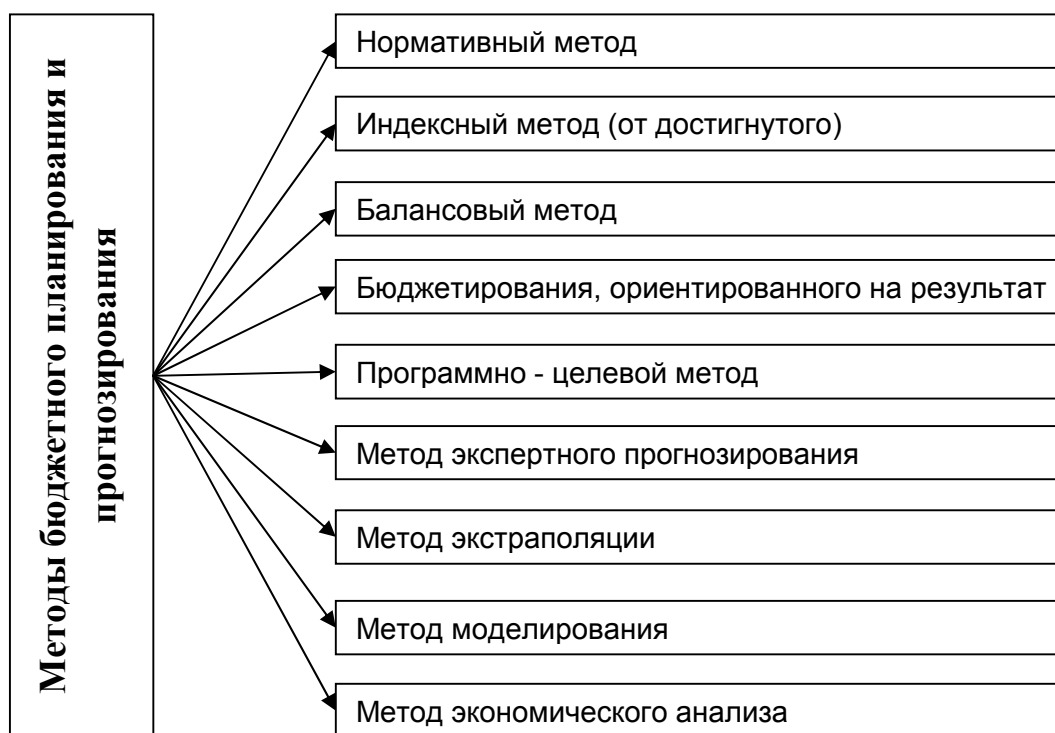 Методы бюджетного планирования и
прогнозирования
Нормативный метод
Индексный метод (от достигнутого)
Балансовый метод
Бюджетирования, ориентированного на результат
Программно - целевой метод
Метод экспертного прогнозирования
Метод экстраполяции
Метод моделирования
Метод экономического анализа